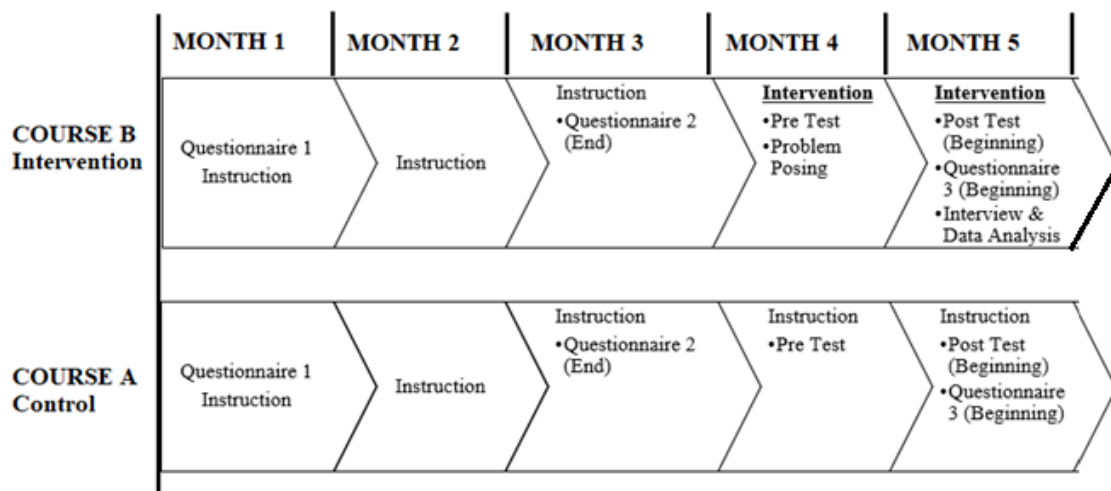 MONTH 1
MONTH 2
MONTH 3
MONTH 4
MONTH 5
COURSE B
Intervention
Questionnaire 1
Instruction
Instruction
Instruction
•Questionnaire 2
(End)
Intervention
•Pre Test
•Problem
Posing
Intervention
•Post Test
(Beginning)
•Questionnaire
3 (Beginning)
•Interview &
Data Analysis
COURSE A
Control
Questionnaire 1
Instruction
Instruction
Instruction
•Questionnaire 2
(End)
Instruction
•Pre Test
Instruction
•Post Test
(Beginning)
•Questionnaire
3 (Beginning)